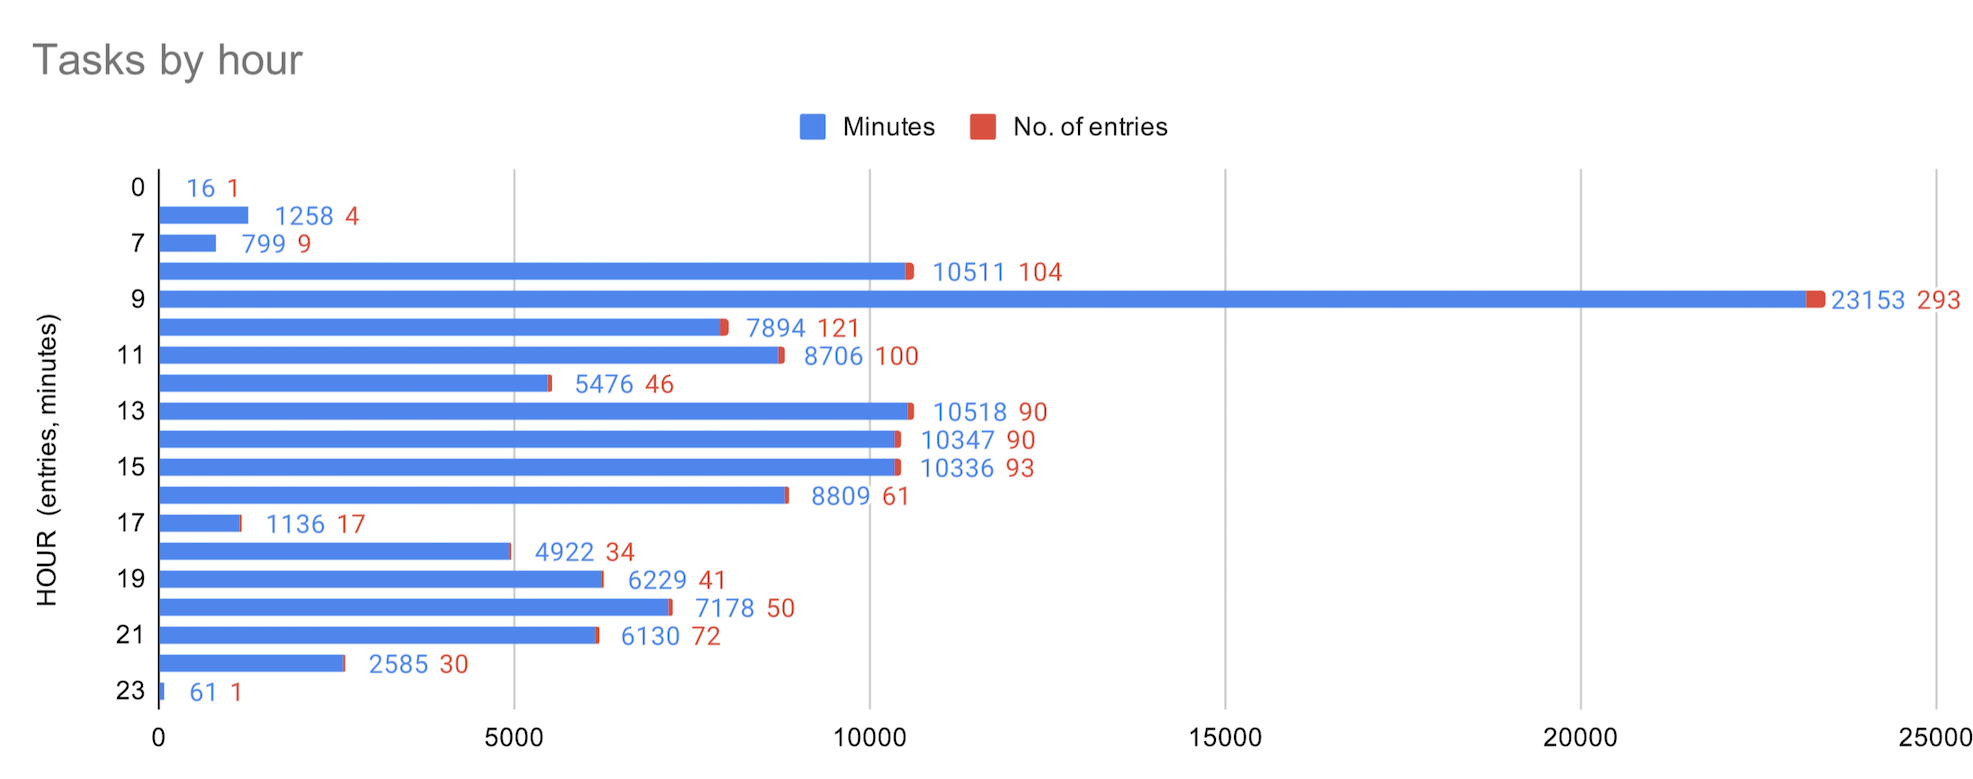 Tasks by hour
Minutes No. of entries
HOUR (entries, minutes)
0 16 1
1258 4
7 799 9
10511 104
9 23153 293
7894 121
11 8706 100
5476 46
13 10518 90
10347 90
15 10336 93
8809 61
17 1136 17
4922 34
19 6229 41
7178 50
21 6130 72
2585 30
23 61 1
0 5000 10000 15000 20000 25000